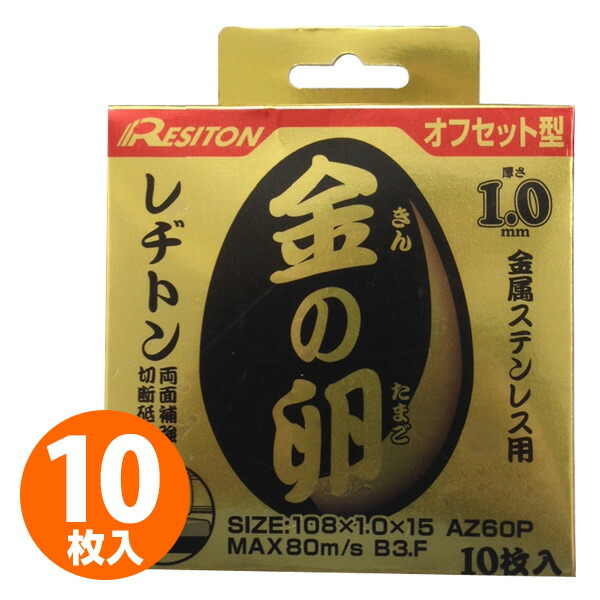 RESITON
オフセット型
厚さ
1.0
mm
金属ステンレス用
金の卵
きん
たまご
レヂトン
両面補強
切断砥
SIZE:108×1.0×15 AZ60P
MAX80m/s B3.F
10枚入
10
枚入